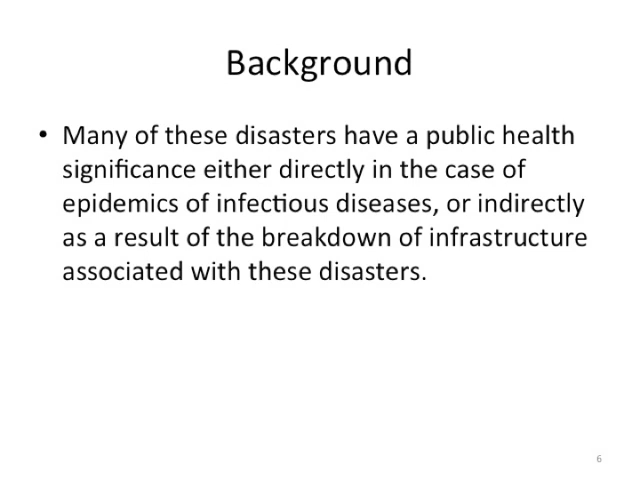 Background
• Many of these disasters have a public health
significance either directly in the case of
epidemics of infectious diseases, or indirectly
as a result of the breakdown of infrastructure
associated with these disasters.
6